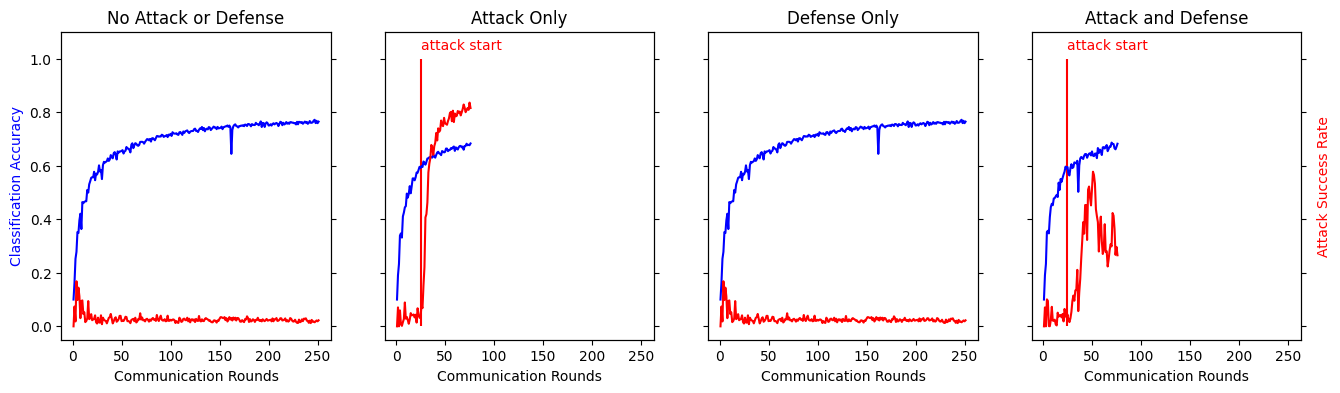 No Attack or Defense
Attack Only
Defense Only
Attack and Defense
attack start
attack start
Classification Accuracy
1.0
0.8
0.6
0.4
0.2
0.0
Attack Success Rate
0 50 100 150 200 250
0 50 100 150 200 250
0 50 100 150 200 250
0 50 100 150 200 250
Communication Rounds
Communication Rounds
Communication Rounds
Communication Rounds